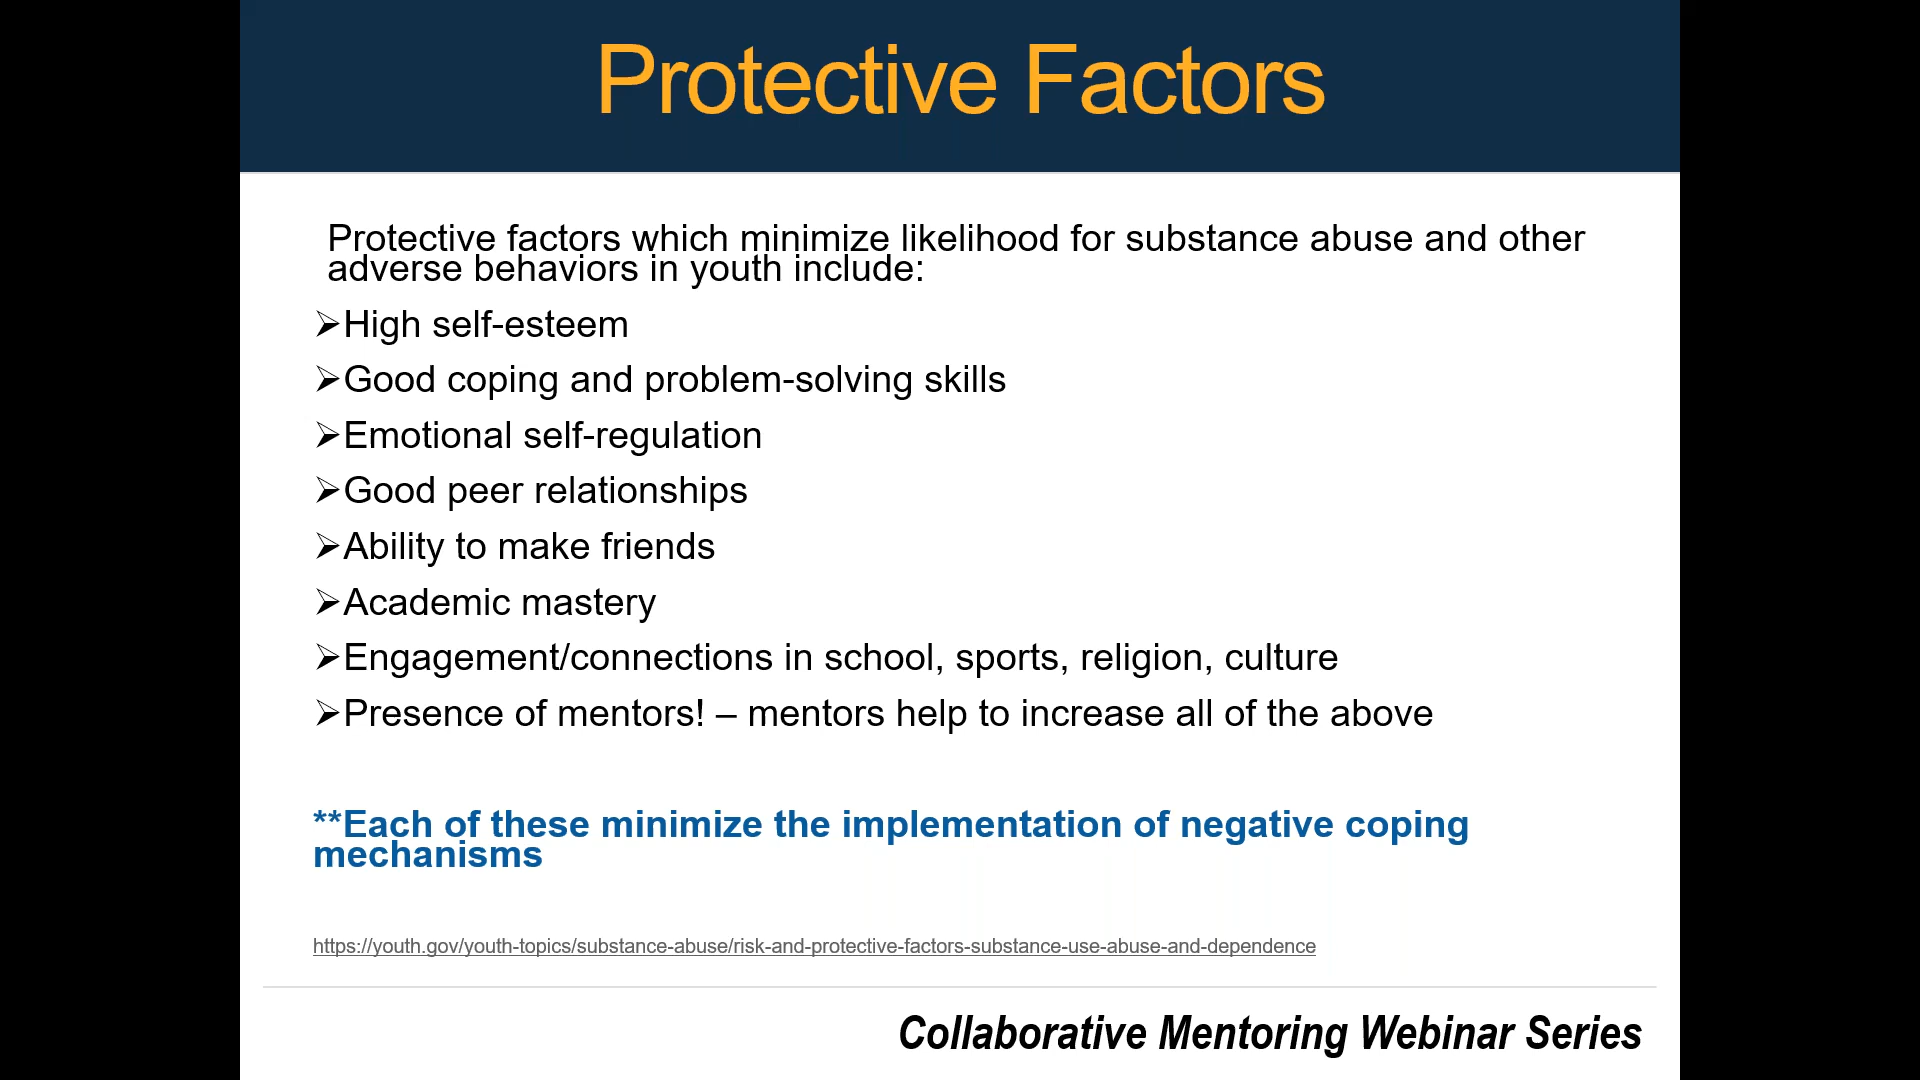 Protective Factors
Protective factors which minimize likelihood for substance abuse and other
adverse behaviors in youth include:
➢High self-esteem
➢Good coping and problem-solving skills
➢Emotional self-regulation
➢Good peer relationships
➢Ability to make friends
➢Academic mastery
➢Engagement/connections in school, sports, religion, culture
➢Presence of mentors! – mentors help to increase all of the above
**Each of these minimize the implementation of negative coping
mechanisms
https://youth.gov/youth-topics/substance-abuse/risk-and-protective-factors-substance-use-abuse-and-dependence
Collaborative Mentoring Webinar Series